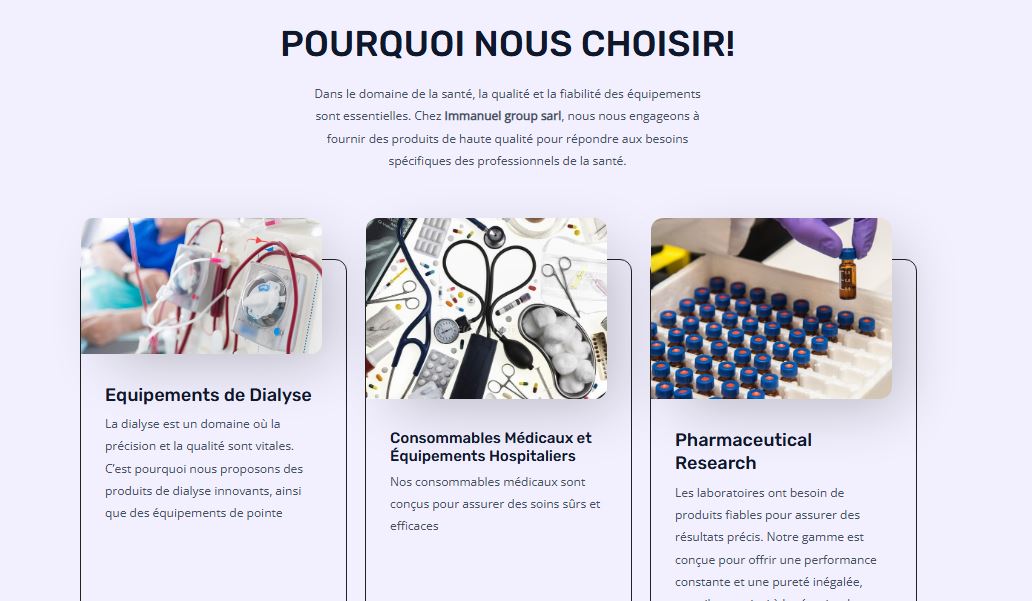 POURQUOI NOUS CHOISIR!
Dans le domaine de la santé, la qualité et la fiabilité des équipements
sont essentielles. Chez Immanuel group sarl, nous nous engageons à
fournir des produits de haute qualité pour répondre aux besoins
spécifiques des professionnels de la santé.
Equipements de Dialyse
La dialyse est un domaine où la
précision et la qualité sont vitales.
C'est pourquoi nous proposons des
produits de dialyse innovants, ainsi
que des équipements de pointe
Consommables Médicaux et
Équipements Hospitaliers
Nos consommables médicaux sont
conçus pour assurer des soins sûrs et
efficaces
Pharmaceutical
Research
Les laboratoires ont besoin de
produits fiables pour assurer des
résultats précis. Notre gamme est
conçue pour offrir une performance
constante et une pureté inégalée,